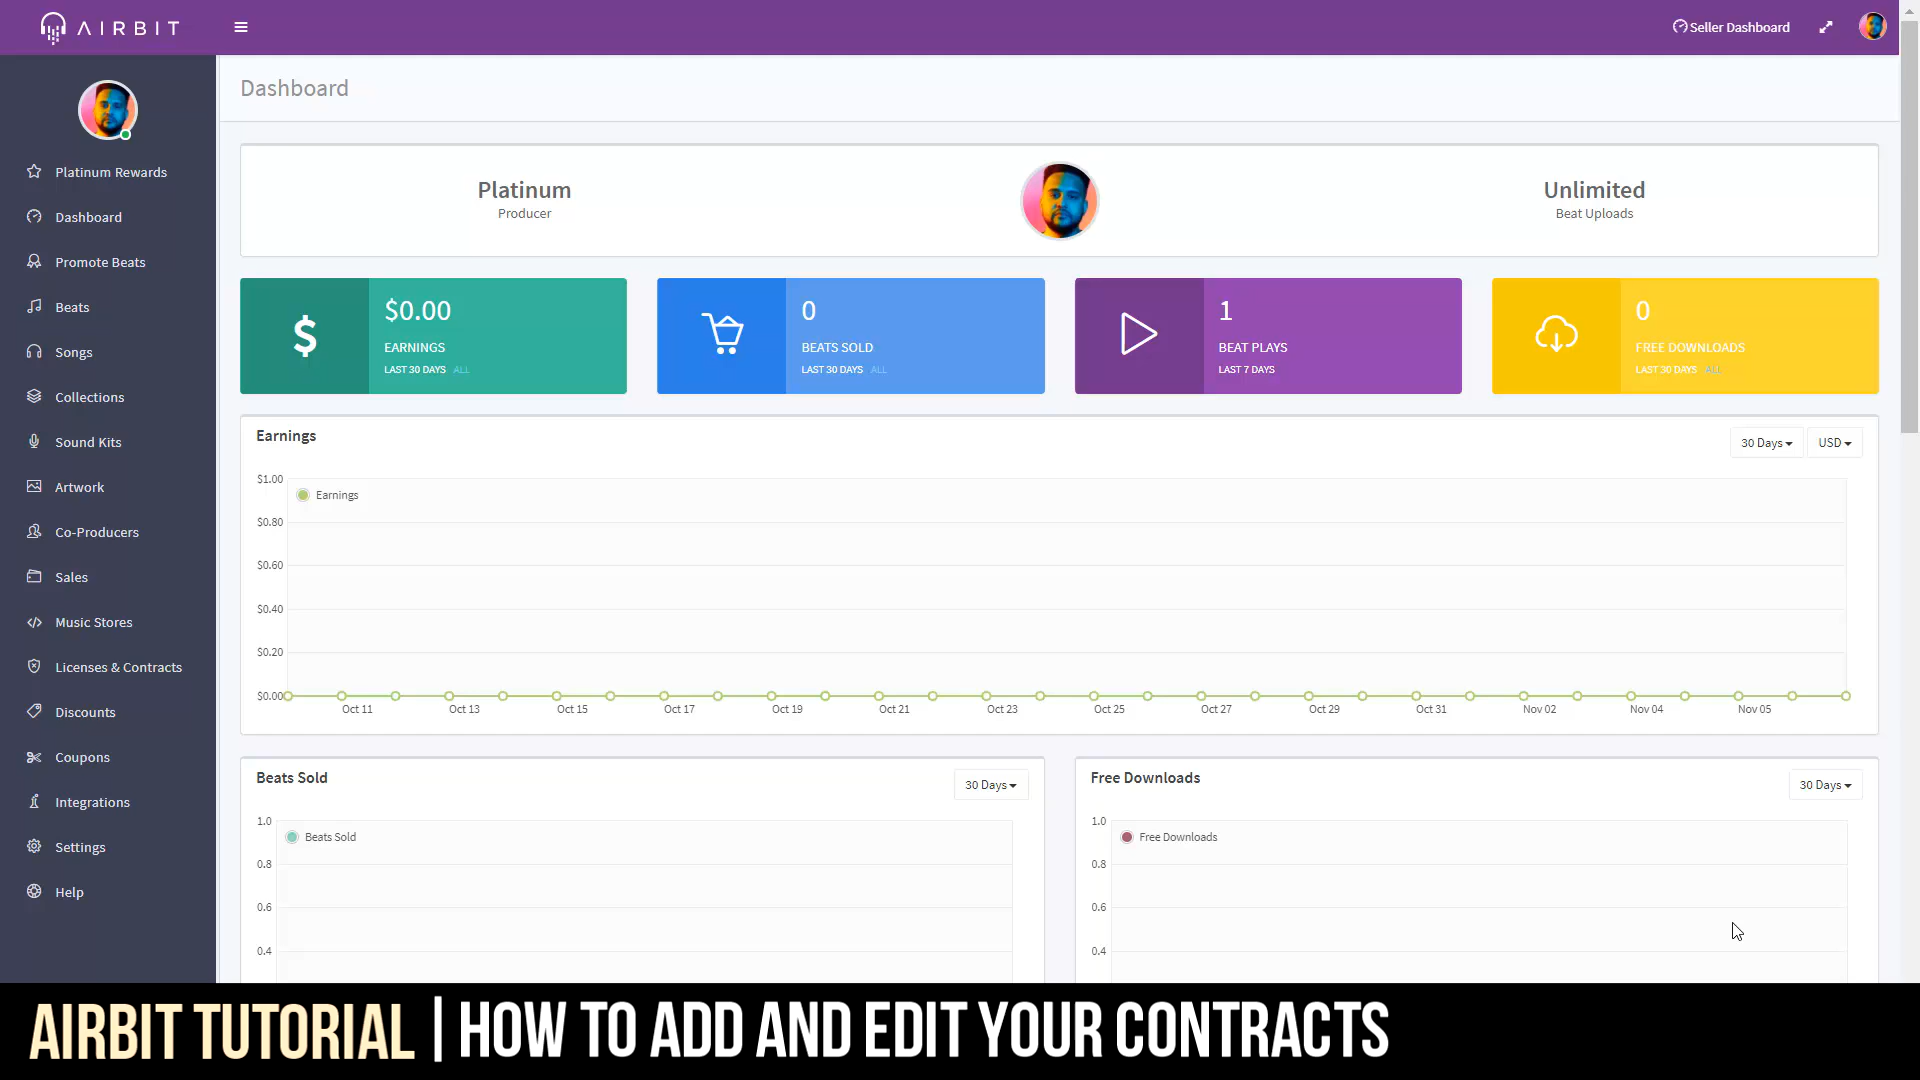 AIRBIT
Seller Dashboard
Platinum Rewards
Dashboard
Promote Beats
Beats
Songs
Collections
Sound Kits
Artwork
Co-Producers
Sales
Music Stores
Licenses & Contracts
Discounts
Coupons
Integrations
Settings
Help
Dashboard
Platinum
Producer
Unlimited
Beat Uploads
$0.00
EARNINGS
LAST 30 DAYS ALL
0
BEATS SOLD
LAST 30 DAYS ALL
1
BEAT PLAYS
LAST 7 DAYS
0
FREE DOWNLOADS
LAST 30 DAYS ALL
Earnings
30 Days
USD
Earnings
$1.00
$0.80
$0.60
$0.40
$0.20
$0.00
Oct 11 Oct 13 Oct 15 Oct 17 Oct 19 Oct 21 Oct 23 Oct 25 Oct 27 Oct 29 Oct 31 Nov 02 Nov 04 Nov 05
Beats Sold
30 Days
Beats Sold
1.0
0.8
0.6
0.4
Free Downloads
30 Days
Free Downloads
1.0
0.8
0.6
0.4
AIRBIT TUTORIAL | HOW TO ADD AND EDIT YOUR CONTRACTS